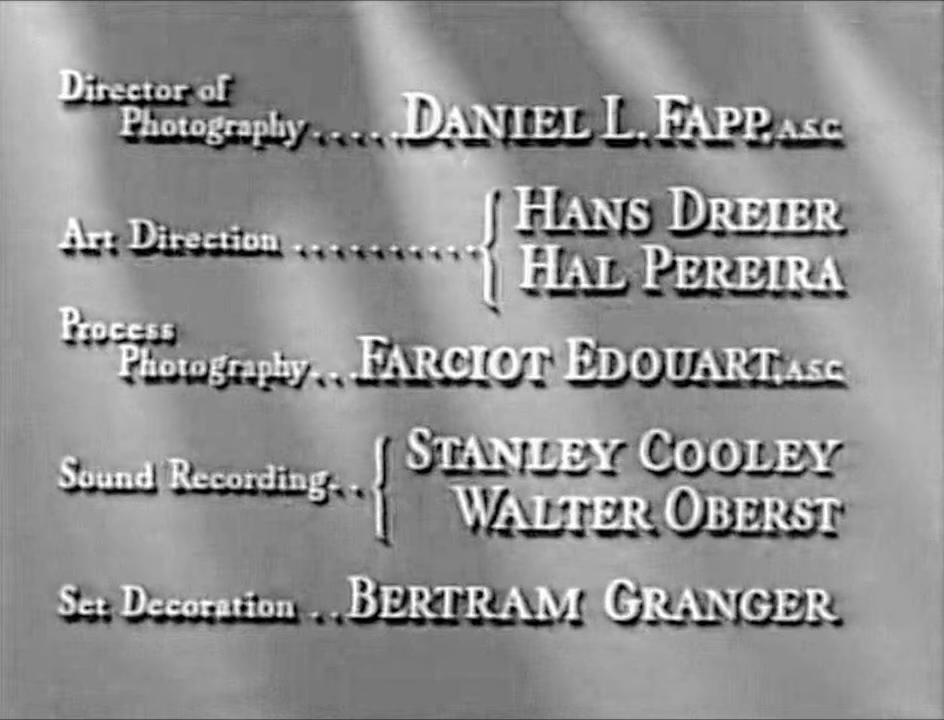 Director of
Photography.....DANIEL L. FAPP, A.S.C.
Art Direction ..........{ HANS DREIER
HAL PEREIRA
Process
Photography...FARCIOT EDOUART, A.S.C.
Sound Recording..{ STANLEY COOLEY
WALTER OBERST
Set Decoration ..BERTRAM GRANGER